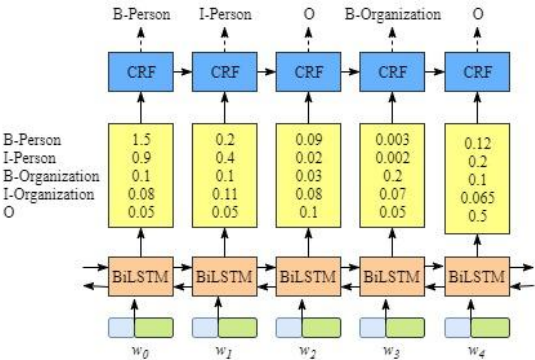 B-Person I-Person O B-Organization O
CRF CRF CRF CRF CRF
B-Person 1.5 0.2 0.09 0.003 0.12
I-Person 0.9 0.4 0.02 0.002 0.2
B-Organization 0.1 0.1 0.03 0.2 0.1
I-Organization 0.08 0.11 0.08 0.07 0.065
O 0.05 0.05 0.1 0.05 0.5
BiLSTM BiLSTM BiLSTM BiLSTM BiLSTM
w0 w1 w2 w3 w4